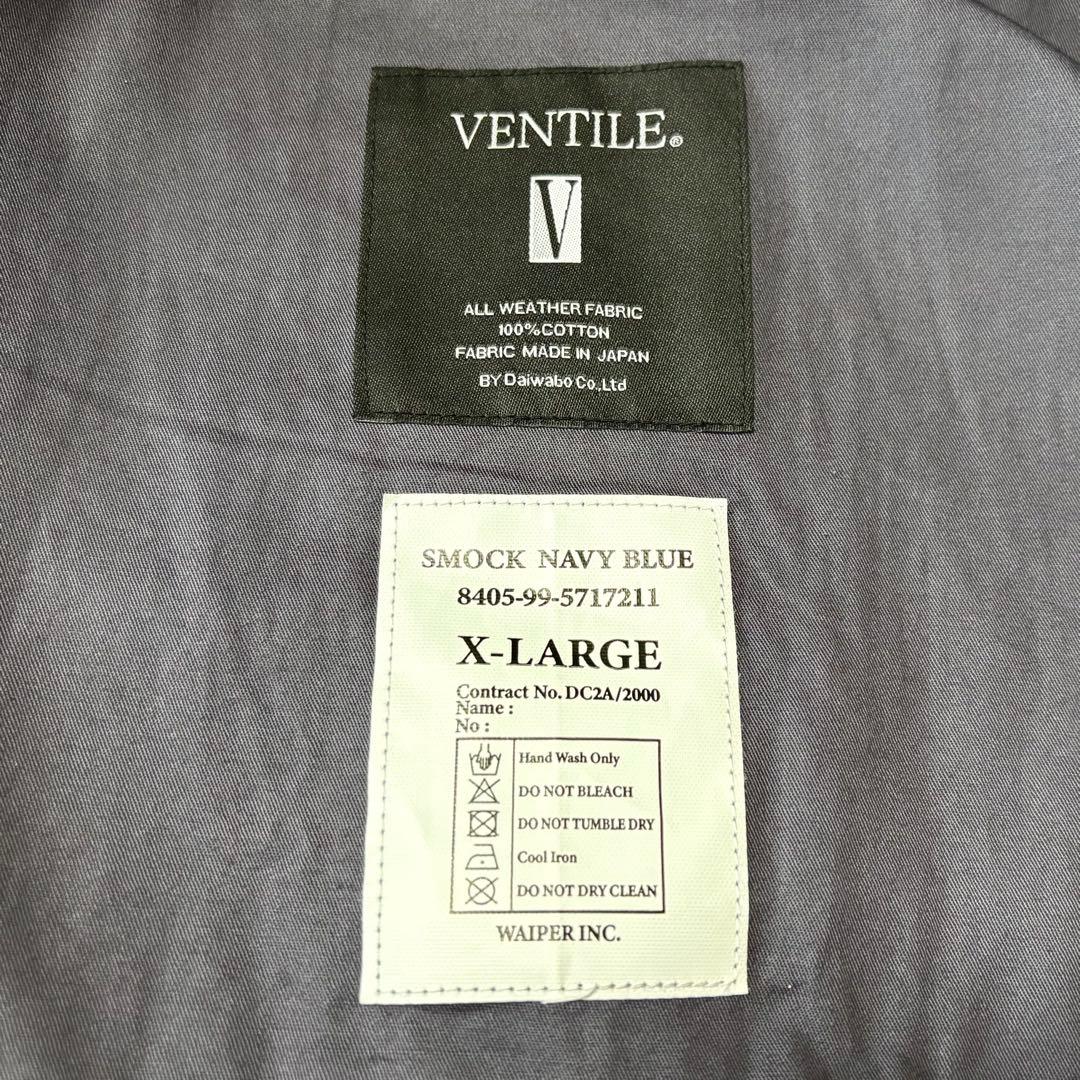 VENTILE®
V
ALL WEATHER FABRIC
100%COTTON
FABRIC MADE IN JAPAN
BY Daiwabo Co.,Ltd
SMOCK NAVY BLUE
8405-99-5717211
X-LARGE
Contract No. DC2A/2000
Name :
No :
Hand Wash Only
DO NOT BLEACH
DO NOT TUMBLE DRY
Cool Iron
DO NOT DRY CLEAN
WAIPER INC.